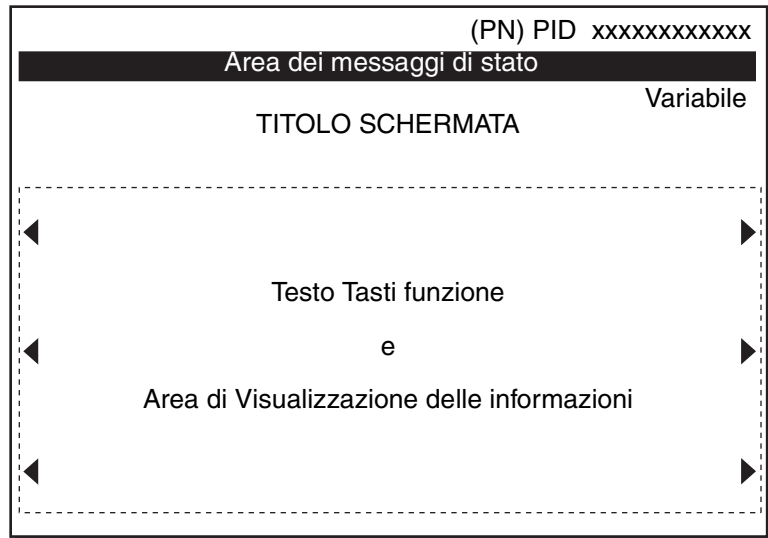 (PN) PID xxxxxxxxxxxx
Area dei messaggi di stato
Variabile
TITOLO SCHERMATA
Testo Tasti funzione
e
Area di Visualizzazione delle informazioni